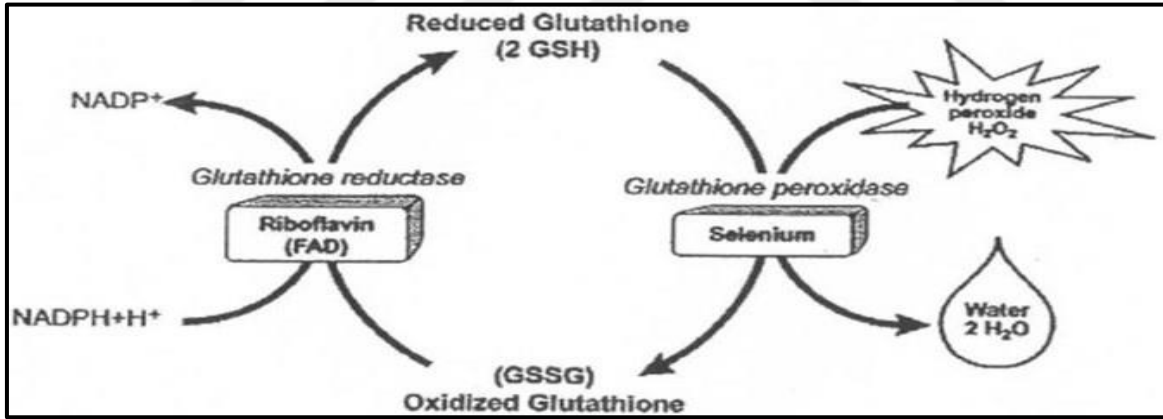 Reduced Glutathione
(2 GSH)
NADP⁺
Hydrogen
peroxide
H₂O₂
Glutathione reductase
Glutathione peroxidase
Riboflavin
(FAD)
Selenium
NADPH+H⁺
Water
2 H₂O
(GSSG)
Oxidized Glutathione